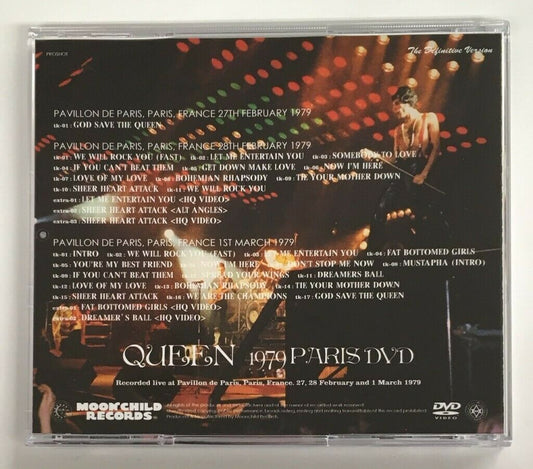 PROSHOT
The Definitive Version
PAVILLON DE PARIS, PARIS, FRANCE 27TH FEBRUARY 1979
tk-01 : GOD SAVE THE QUEEN
PAVILLON DE PARIS, PARIS, FRANCE 28TH FEBRUARY 1979
tk-01 : WE WILL ROCK YOU (FAST) tk-02 : LET ME ENTERTAIN YOU tk-03 : SOMEBODY TO LOVE
tk-04 : IF YOU CAN'T BEAT THEM tk-05 : GET DOWN MAKE LOVE tk-06 : NOW I'M HERE
tk-07 : LOVE OF MY LOVE tk-08 : BOHEMIAN RHAPSODY tk-09 : TIE YOUR MOTHER DOWN
tk-10 : SHEER HEART ATTACK tk-11 : WE WILL ROCK YOU
extra-01 : LET ME ENTERTAIN YOU <HQ VIDEO>
extra-02 : SHEER HEART ATTACK <ALT ANGLES>
extra-03 : SHEER HEART ATTACK <HQ VIDEO>
PAVILLON DE PARIS, PARIS, FRANCE 1ST MARCH 1979
tk-01 : INTRO tk-02 : WE WILL ROCK YOU (FAST) tk-03 : LET ME ENTERTAIN YOU tk-04 : FAT BOTTOMED GIRLS
tk-05 : YOU'RE MY BEST FRIEND tk-06 : NOW I'M HERE DON'T STOP ME NOW tk-08 : MUSTAPHA (INTRO)
tk-09 : IF YOU CAN'T BEAT THEM SPREAD YOUR WINGS tk-11 : DREAMERS BALL
tk-12 : LOVE OF MY LOVE tk-13 : BOHEMIAN RHAPSODY tk-14 : TIE YOUR MOTHER DOWN
tk-15 : SHEER HEART ATTACK tk-16 : WE ARE THE CHAMPIONS tk-17 : GOD SAVE THE QUEEN
extra-01 : FAT BOTTOMED GIRLS <HQ VIDEO>
extra-02 : DREAMER'S BALL <HQ VIDEO>
QUEEN 1979 PARIS DVD
Recorded live at Pavillon de Paris, Paris, France. 27, 28 February and 1 March 1979
MOONCHILD
RECORDS
DVD
VIDEO